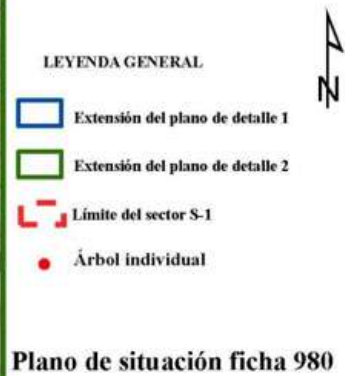 N
LEYENDA GENERAL
Extensión del plano de detalle 1
Extensión del plano de detalle 2
Límite del sector S-1
Árbol individual
Plano de situación ficha 980